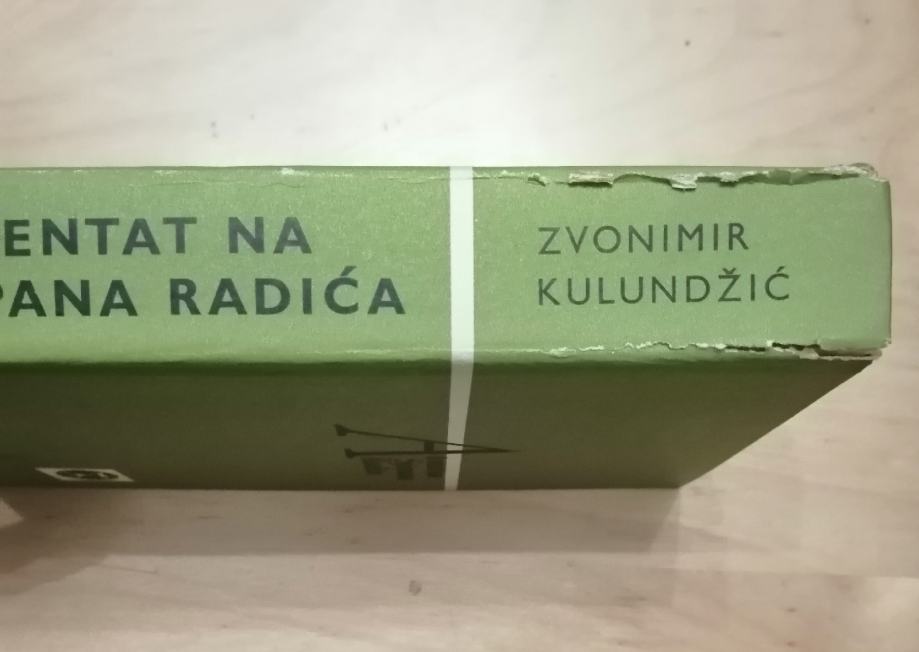 ENTAT NA
PANA RADIĆA
ZVONIMIR
KULUNDŽIĆ